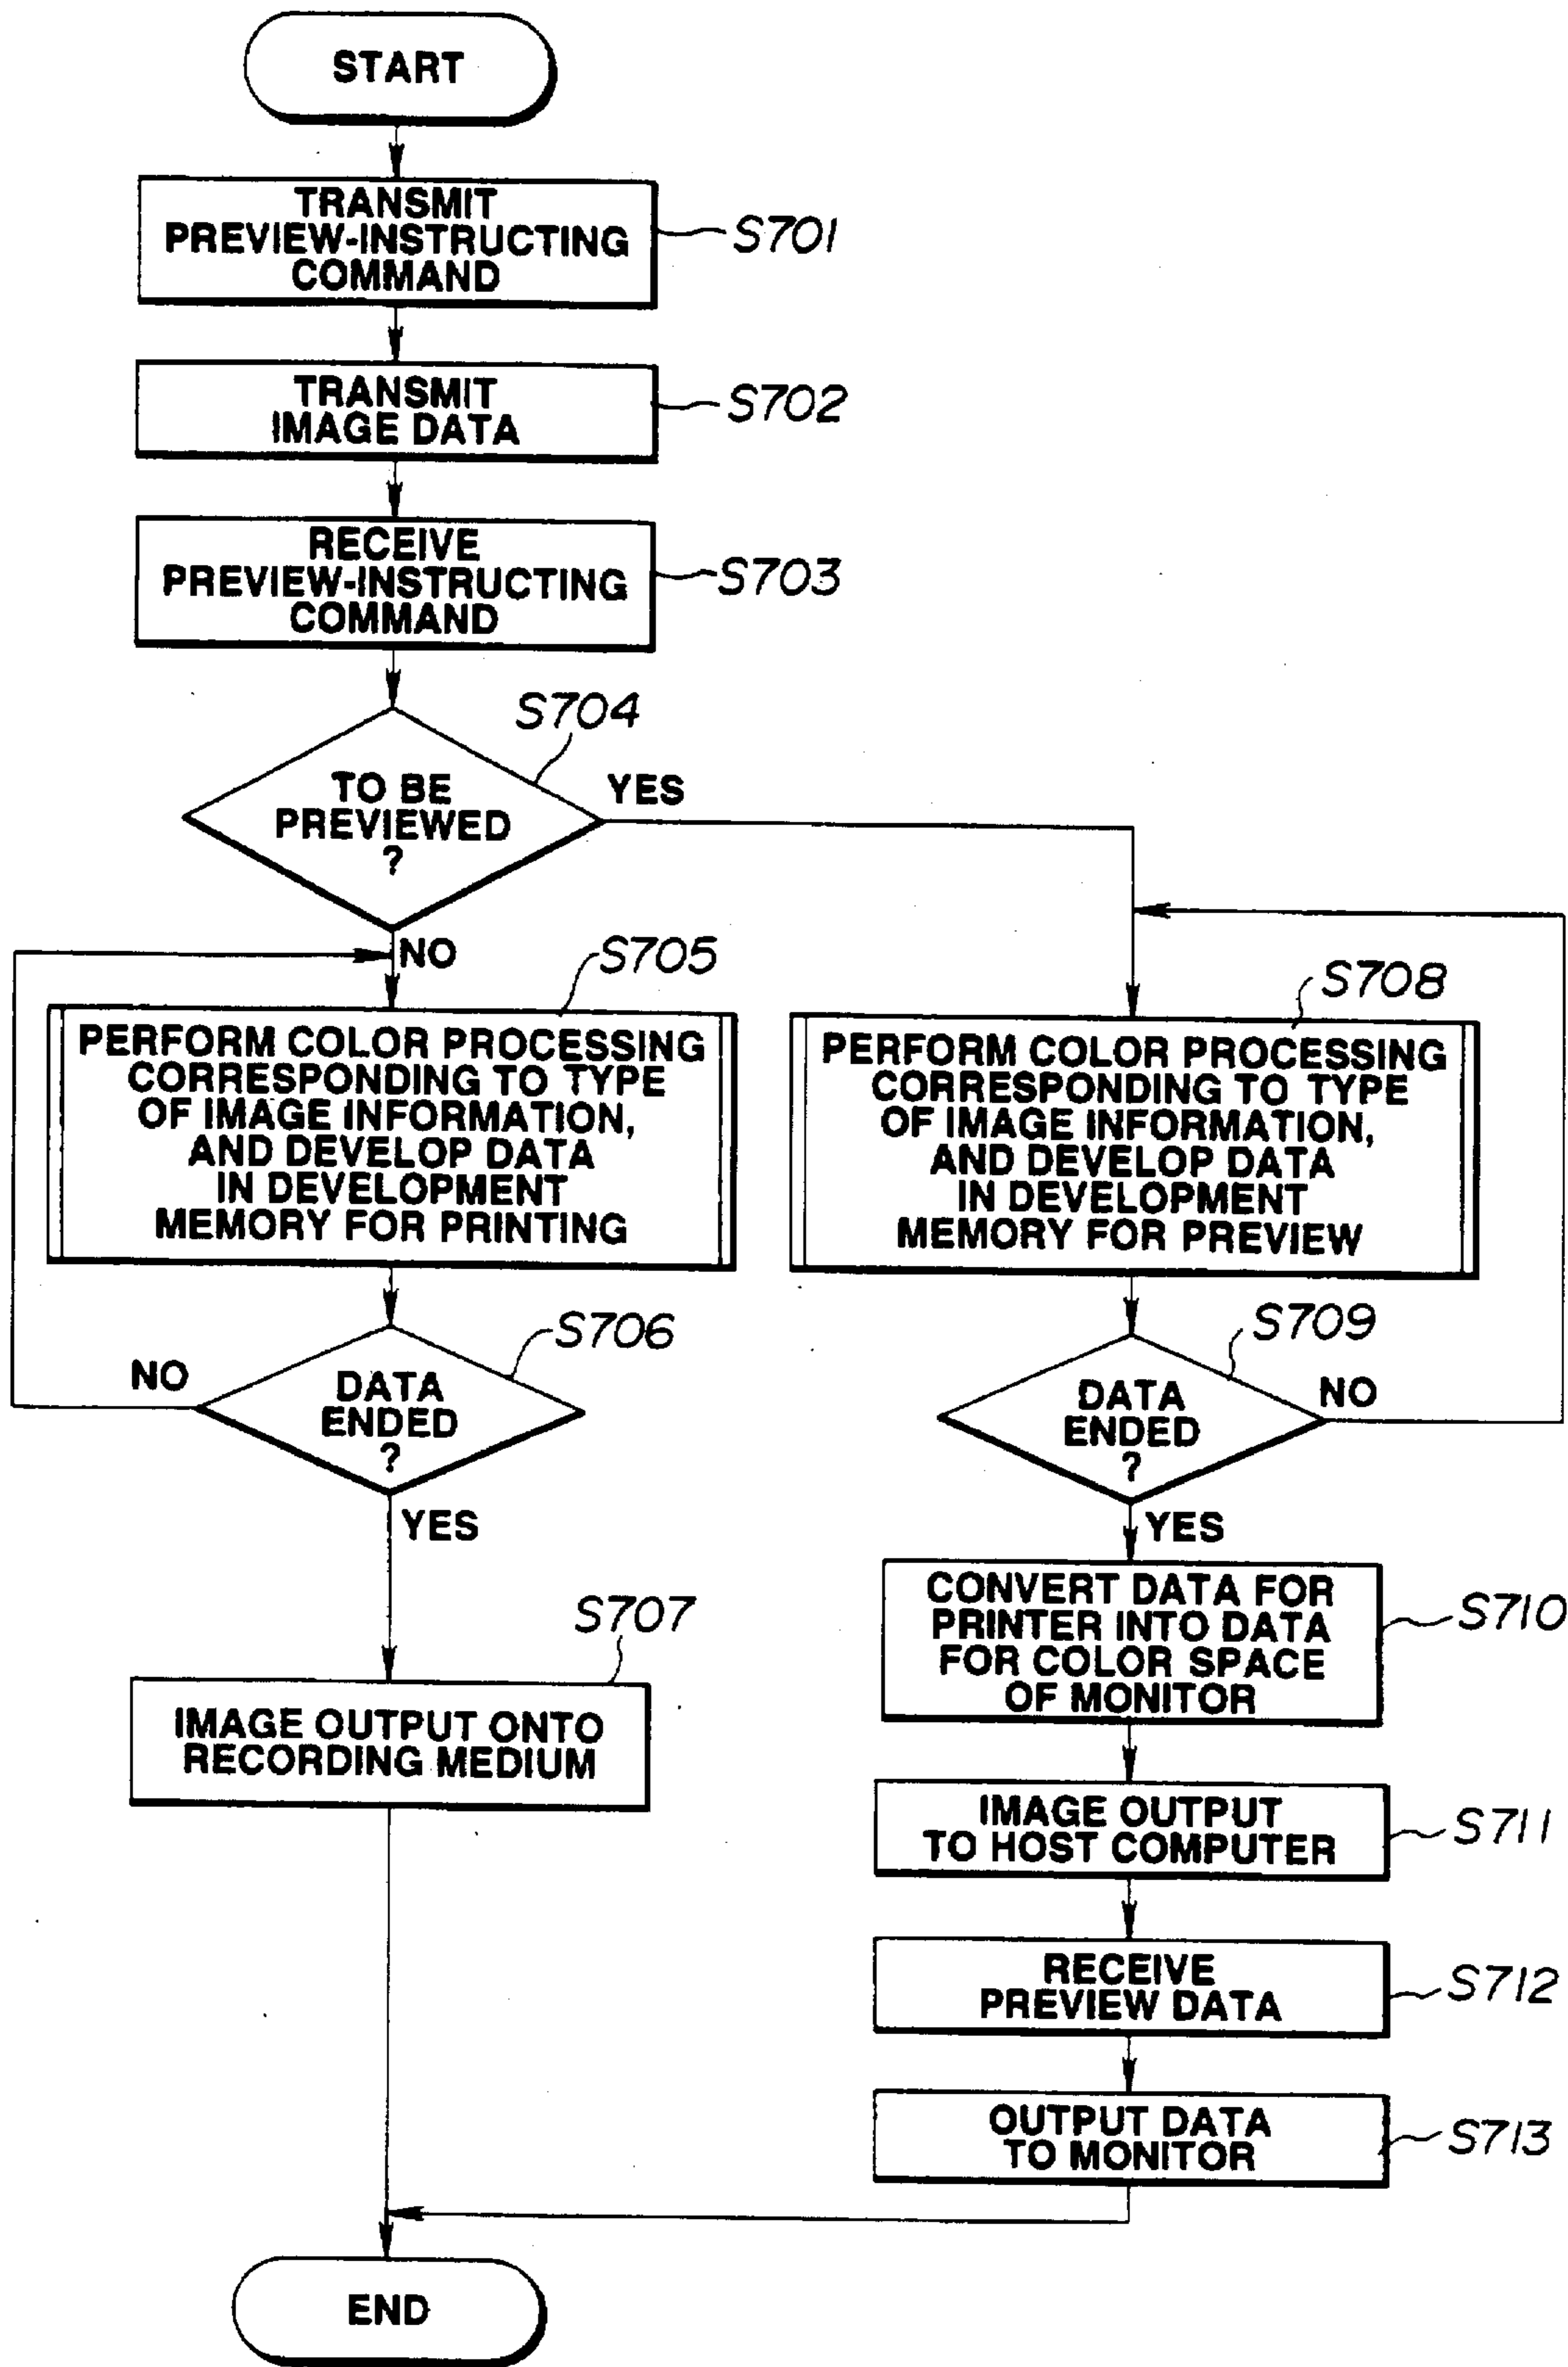 START
TRANSMIT
PREVIEW-INSTRUCTING
COMMAND
S701
TRANSMIT
IMAGE DATA
S702
RECEIVE
PREVIEW-INSTRUCTING
COMMAND
S703
S704
TO BE
PREVIEWED
?
YES
NO
S705
PERFORM COLOR PROCESSING
CORRESPONDING TO TYPE
OF IMAGE INFORMATION,
AND DEVELOP DATA
IN DEVELOPMENT
MEMORY FOR PRINTING
S706
DATA
ENDED
?
NO
YES
S707
IMAGE OUTPUT ONTO
RECORDING MEDIUM
S708
PERFORM COLOR PROCESSING
CORRESPONDING TO TYPE
OF IMAGE INFORMATION,
AND DEVELOP DATA
IN DEVELOPMENT
MEMORY FOR PREVIEW
S709
DATA
ENDED
?
NO
YES
CONVERT DATA FOR
PRINTER INTO DATA
FOR COLOR SPACE
OF MONITOR
S710
IMAGE OUTPUT
TO HOST COMPUTER
S711
RECEIVE
PREVIEW DATA
S712
OUTPUT DATA
TO MONITOR
S713
END